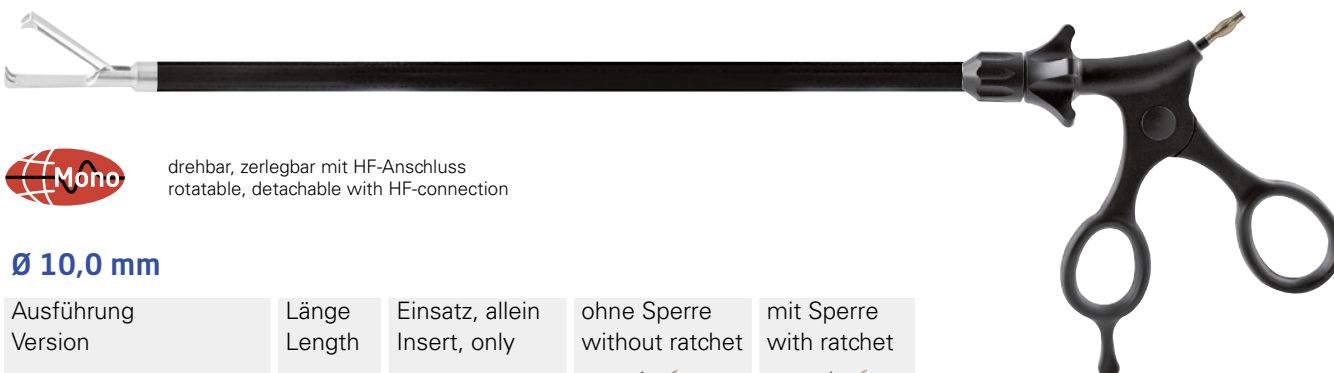 Mono
drehbar, zerlegbar mit HF-Anschluss
rotatable, detachable with HF-connection
Ø 10,0 mm
Ausführung Länge Einsatz, allein ohne Sperre mit Sperre
Version Length Insert, only without ratchet with ratchet